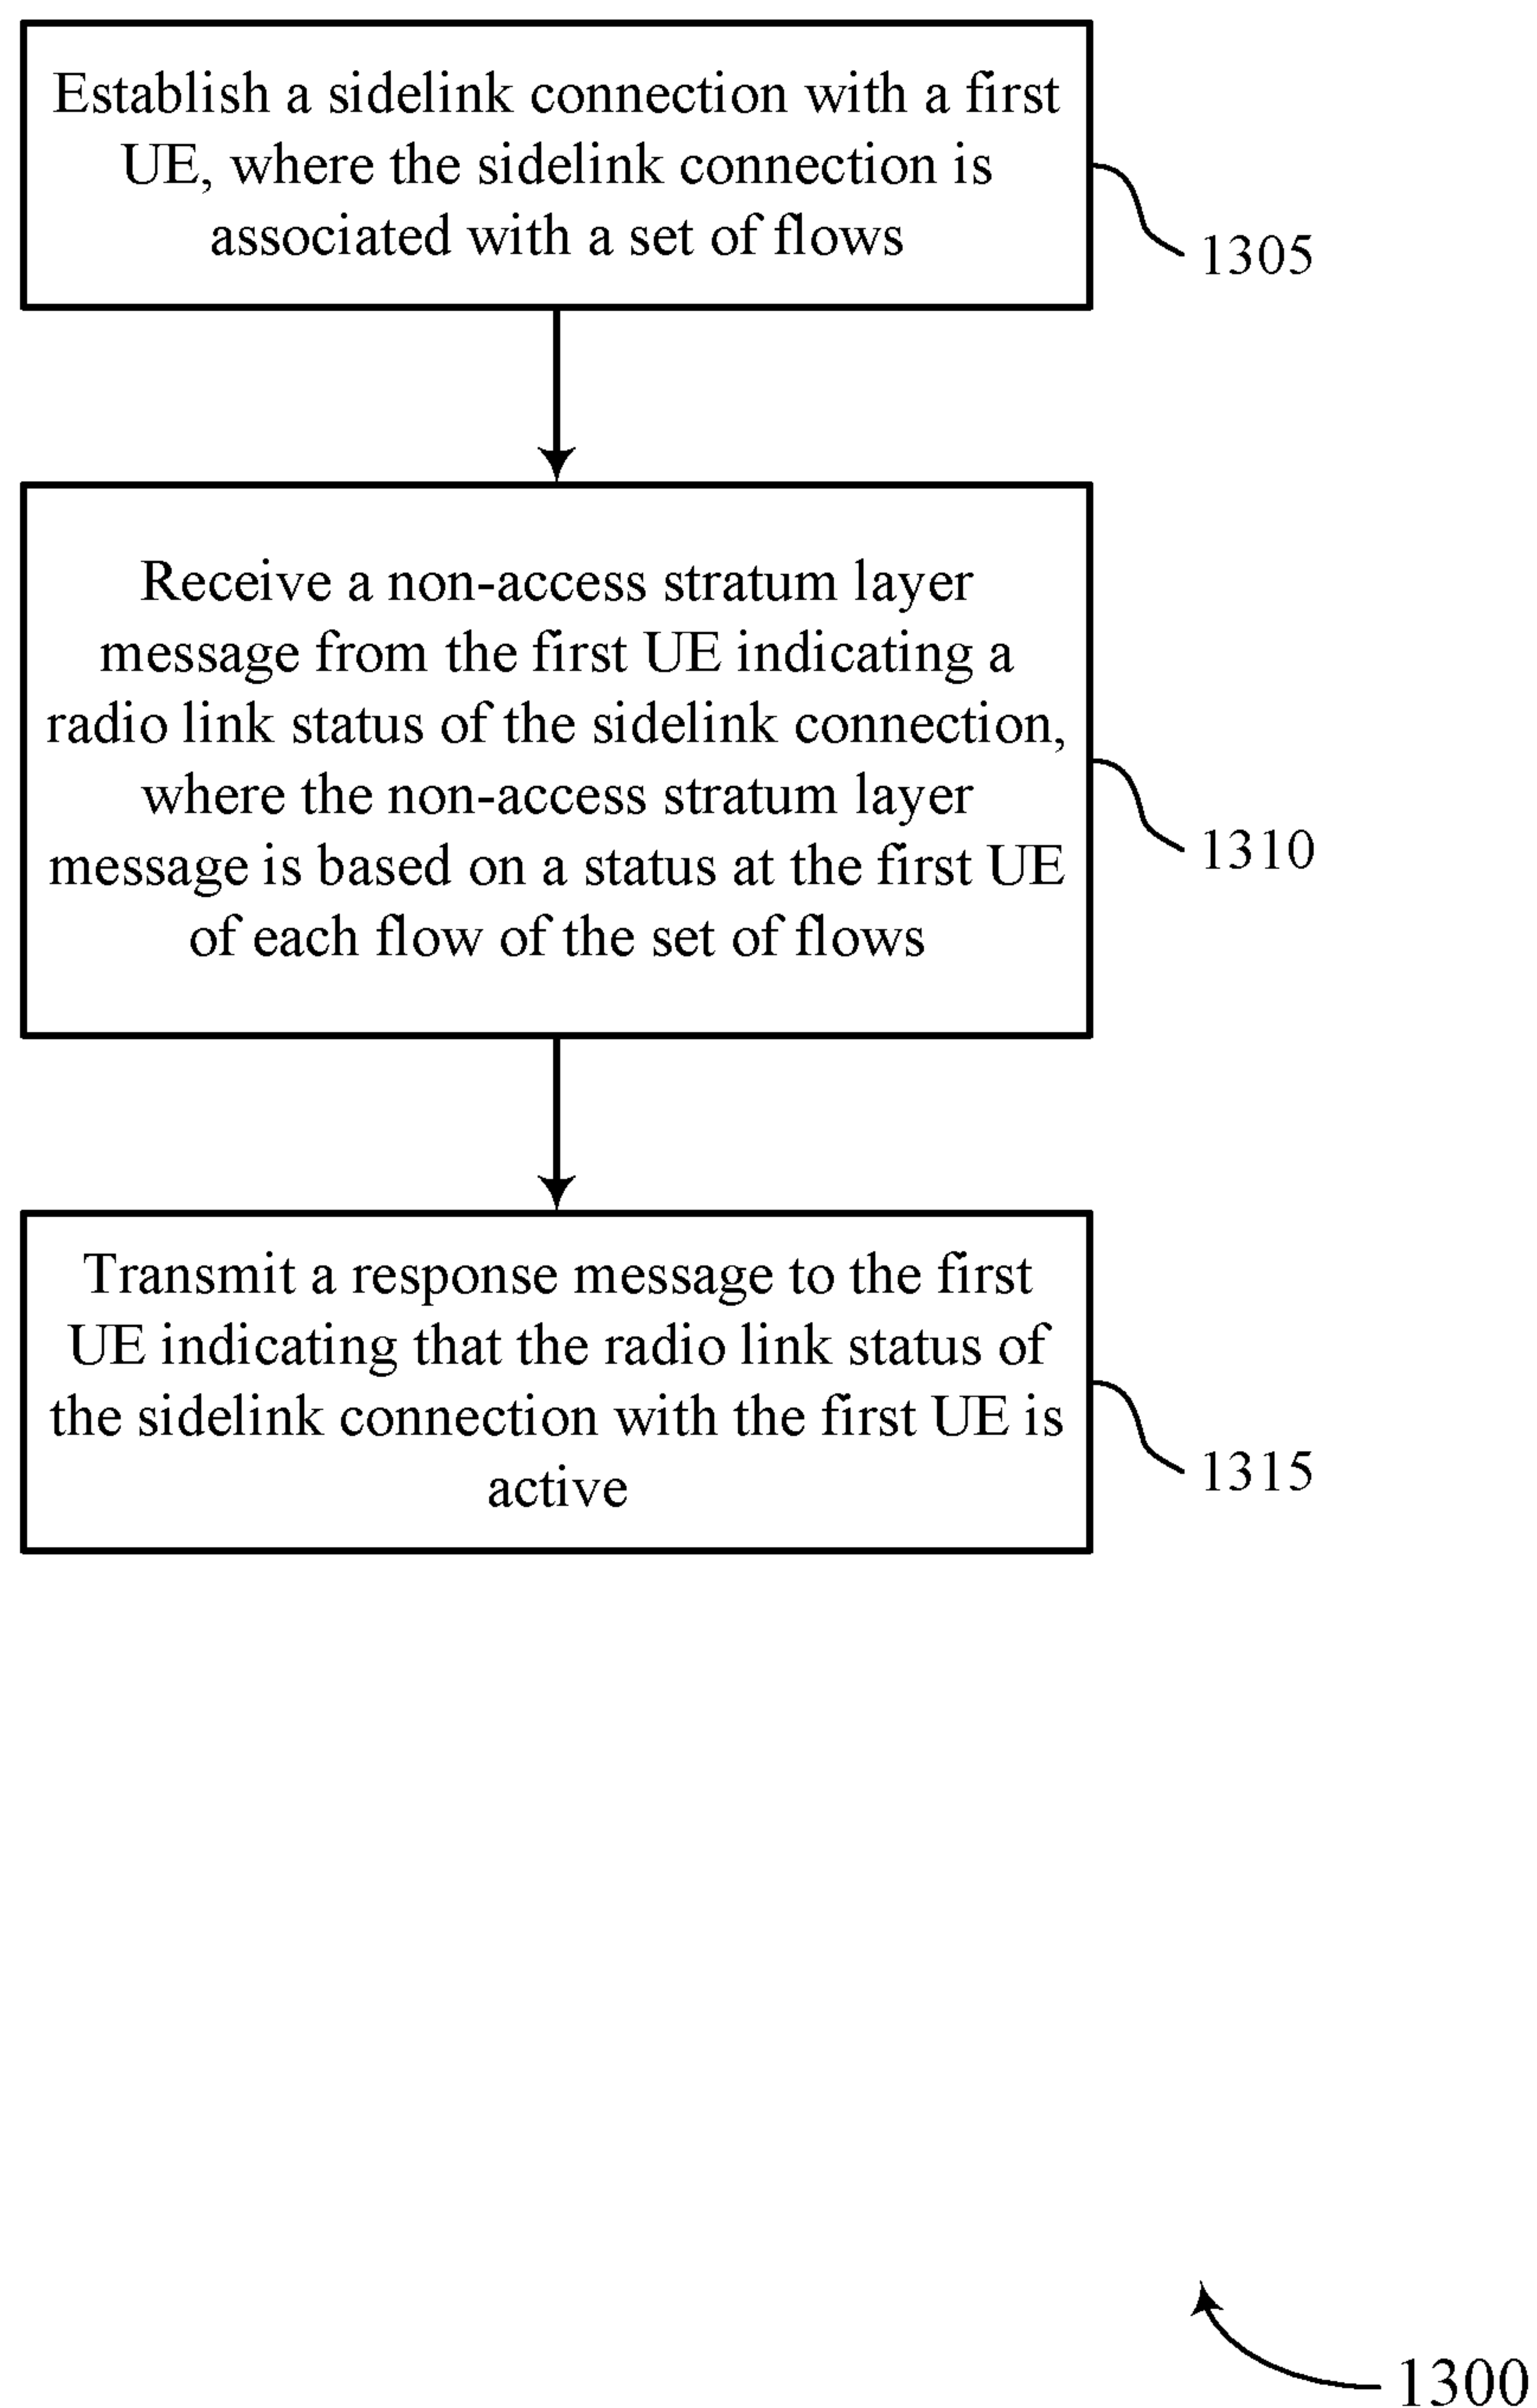 Establish a sidelink connection with a first
UE, where the sidelink connection is
associated with a set of flows
1305
Receive a non-access stratum layer
message from the first UE indicating a
radio link status of the sidelink connection,
where the non-access stratum layer
message is based on a status at the first UE
of each flow of the set of flows
1310
Transmit a response message to the first
UE indicating that the radio link status of
the sidelink connection with the first UE is
active
1315
1300